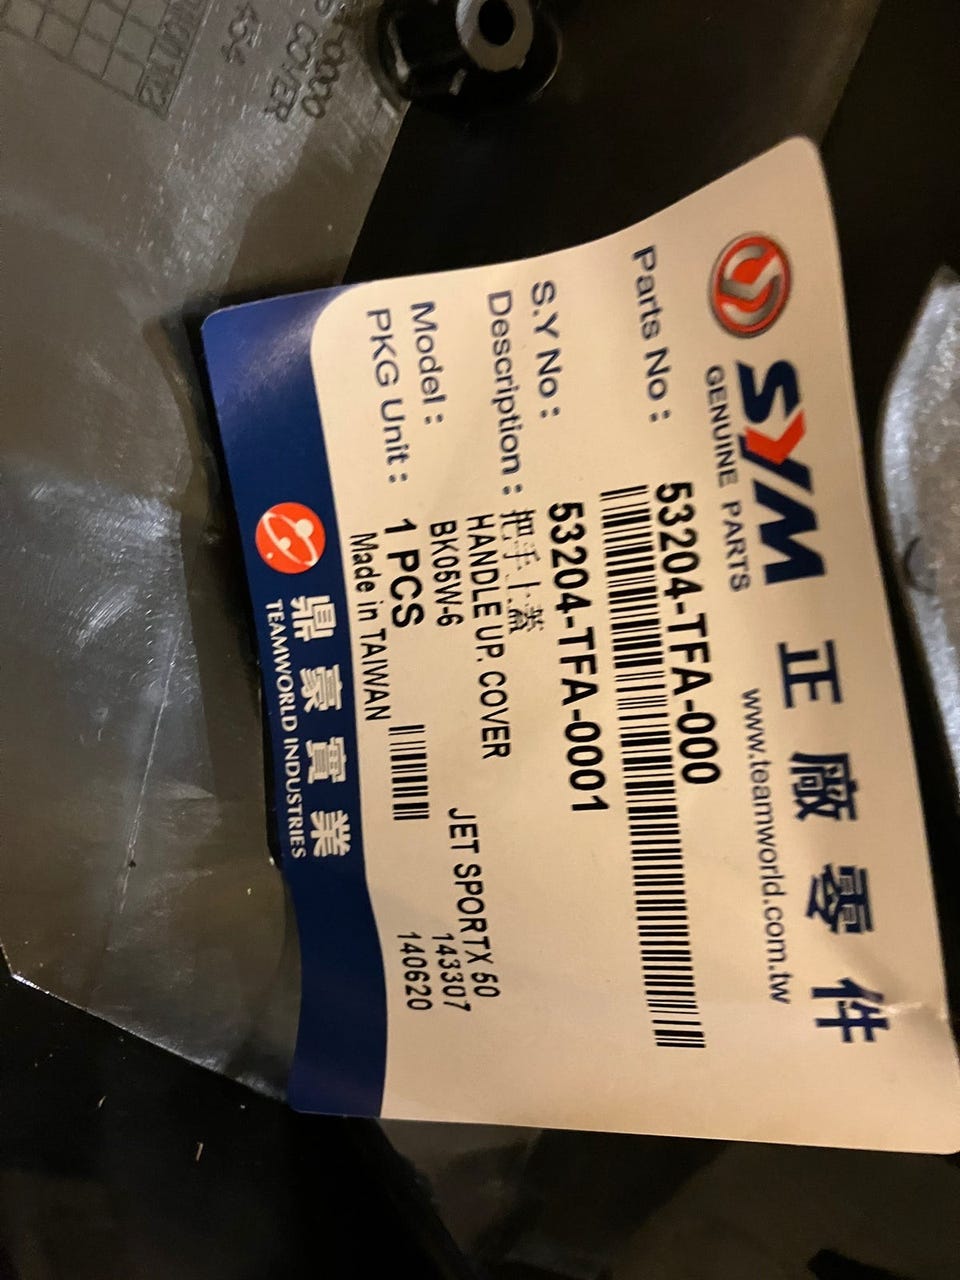 SYM 正廠零件
GENUINE PARTS www.teamworld.com.tw
Parts No : 53204-TFA-000
S.Y No : 53204-TFA-0001
Description : 把手上蓋
HANDLE UP. COVER
Model : BK05W-6 JET SPORTX 50
PKG Unit : 1 PCS 143307
Made in TAIWAN 140620
鼎豪實業
TEAMWORLD INDUSTRIES
COVER